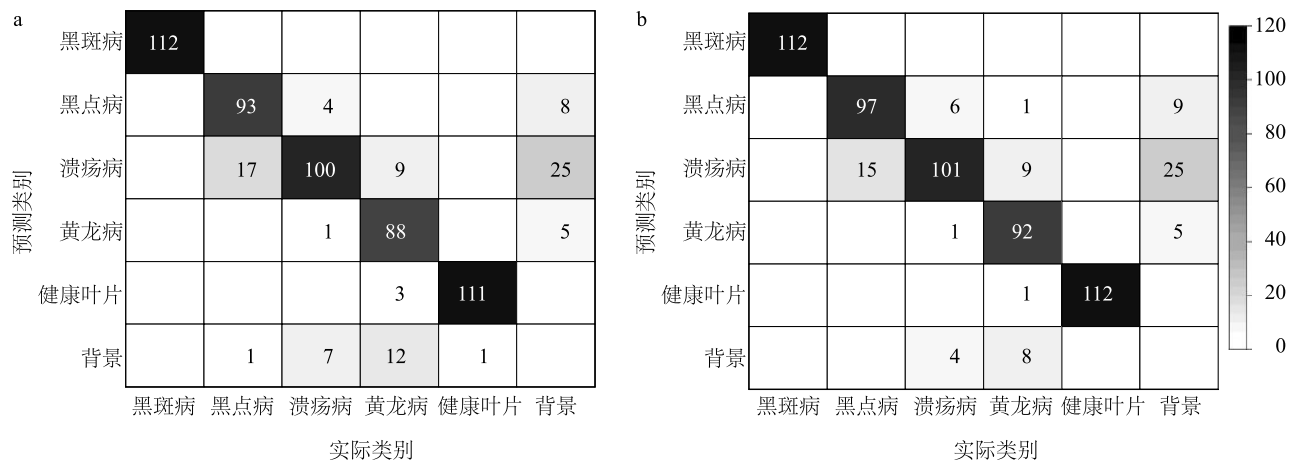 a
黑斑病 112
黑点病 93 4 8
溃疡病 17 100 9 25
黄龙病 1 88 5
健康叶片 3 111
背景 1 7 12 1
黑斑病 黑点病 溃疡病 黄龙病 健康叶片 背景
实际类别
预测类别
b
黑斑病 112
黑点病 97 6 1 9
溃疡病 15 101 9 25
黄龙病 1 92 5
健康叶片 1 112
背景 4 8
黑斑病 黑点病 溃疡病 黄龙病 健康叶片 背景
实际类别
预测类别
120
100
80
60
40
20
0